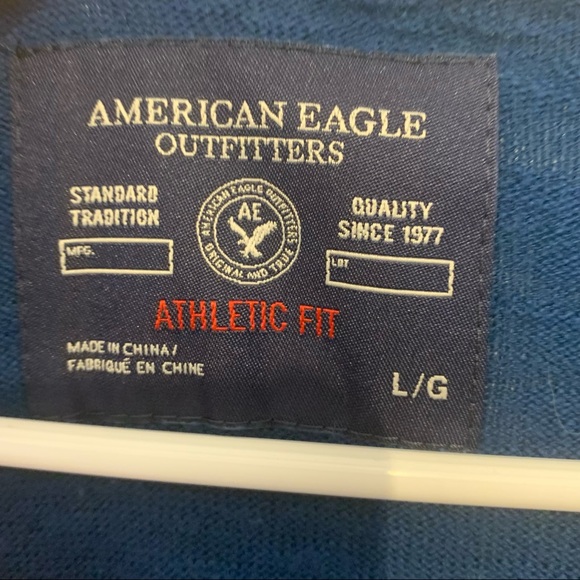 AMERICAN EAGLE
OUTFITTERS
STANDARD
TRADITION
MFG.
AMERICAN EAGLE OUTFITTERS
AE
ORIGINAL AND TRUE
QUALITY
SINCE 1977
LOT
ATHLETIC FIT
MADE IN CHINA/
FABRIQUÉ EN CHINE
L/G